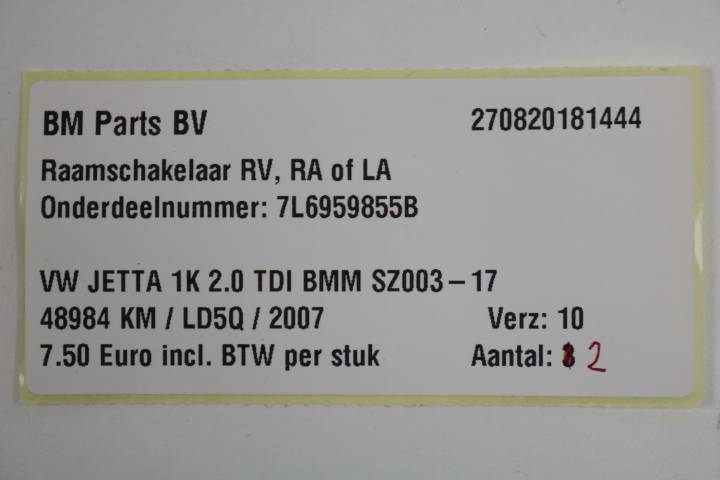 BM Parts BV 270820181444
Raamschakelaar RV, RA of LA
Onderdeelnummer: 7L6959855B
VW JETTA 1K 2.0 TDI BMM SZ003-17
48984 KM / LD5Q / 2007 Verz: 10
7.50 Euro incl. BTW per stuk Aantal: 2